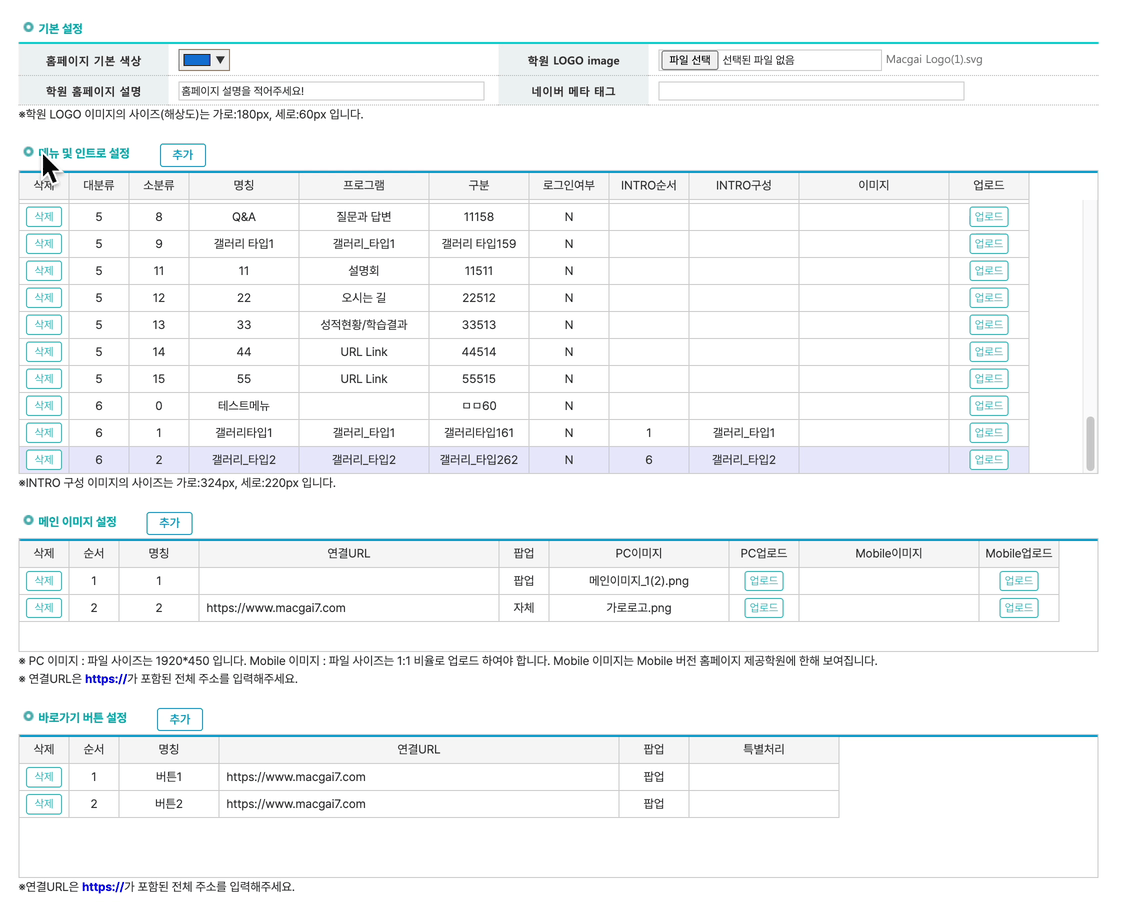 기본 설정
홈페이지 기본 색상 학원 LOGO image 파일 선택 선택된 파일 없음 Macgai Logo(1).svg
학원 홈페이지 설명 홈페이지 설명을 적어주세요! 네이버 메타 태그
※학원 LOGO 이미지의 사이즈(해상도)는 가로:180px, 세로:60px 입니다.
메뉴 및 인트로 설정 추가
삭제 대분류 소분류 명칭 프로그램 구분 로그인여부 INTRO순서 INTRO구성 이미지 업로드
삭제 5 8 Q&A 질문과 답변 11158 N 업로드
삭제 5 9 갤러리 타입1 갤러리_타입1 갤러리 타입159 N 업로드
삭제 5 11 11 설명회 11511 N 업로드
삭제 5 12 22 오시는 길 22512 N 업로드
삭제 5 13 33 성적현황/학습결과 33513 N 업로드
삭제 5 14 44 URL Link 44514 N 업로드
삭제 5 15 55 URL Link 55515 N 업로드
삭제 6 0 테스트메뉴 ㅁㅁ60 N 업로드
삭제 6 1 갤러리타입1 갤러리_타입1 갤러리타입161 N 1 갤러리_타입1 업로드
삭제 6 2 갤러리_타입2 갤러리_타입2 갤러리_타입262 N 6 갤러리_타입2 업로드
※INTRO 구성 이미지의 사이즈는 가로:324px, 세로:220px 입니다.
메인 이미지 설정 추가
삭제 순서 명칭 연결URL 팝업 PC이미지 PC업로드 Mobile이미지 Mobile업로드
삭제 1 1 팝업 메인이미지_1(2).png 업로드 업로드
삭제 2 2 https://www.macgai7.com 자체 가로로고.png 업로드 업로드
※ PC 이미지 : 파일 사이즈는 1920*450 입니다. Mobile 이미지 : 파일 사이즈는 1:1 비율로 업로드 하여야 합니다. Mobile 이미지는 Mobile 버전 홈페이지 제공학원에 한해 보여집니다.
※ 연결URL은 https://가 포함된 전체 주소를 입력해주세요.
바로가기 버튼 설정 추가
삭제 순서 명칭 연결URL 팝업 특별처리
삭제 1 버튼1 https://www.macgai7.com 팝업
삭제 2 버튼2 https://www.macgai7.com 팝업
※연결URL은 https://가 포함된 전체 주소를 입력해주세요.